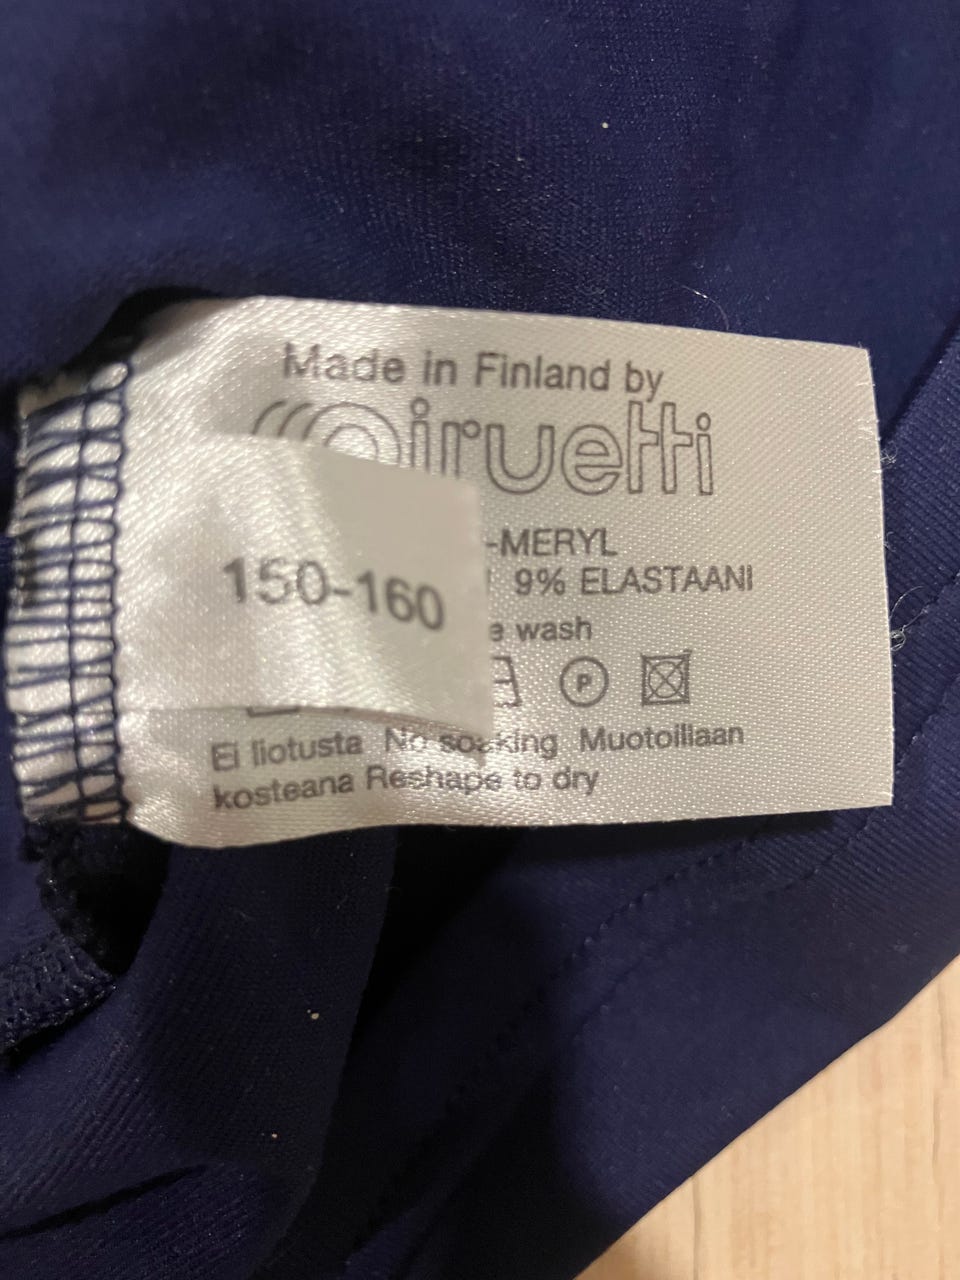 Made in Finland by
Piruetti
-MERYL
9% ELASTAANI
150-160
wash
P
Ei liotusta No soaking Muotoillaan
kosteana Reshape to dry